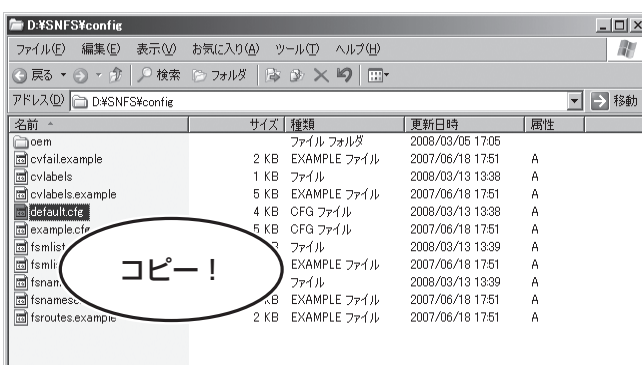 D:¥SNFS¥config
ファイル(F) 編集(E) 表示(V) お気に入り(A) ツール(T) ヘルプ(H)
戻る 検索 フォルダ
アドレス(D) D:¥SNFS¥config 移動
名前 サイズ 種類 更新日時 属性
oem ファイル フォルダ 2008/03/05 17:05
cvfail.example 2 KB EXAMPLE ファイル 2007/06/18 17:51 A
cvlabels 1 KB ファイル 2008/03/13 13:38 A
cvlabels.example 5 KB EXAMPLE ファイル 2007/06/18 17:51 A
default.cfg 4 KB CFG ファイル 2008/03/13 13:38 A
example.cfg 5 KB CFG ファイル 2007/06/18 17:51 A
fsmlist ファイル 2008/03/13 13:39 A
EXAMPLE ファイル 2007/06/18 17:51 A
ファイル 2008/03/13 13:39 A
KB EXAMPLE ファイル 2007/06/18 17:51 A
fsroutes.example 2 KB EXAMPLE ファイル 2007/06/18 17:51 A
コピー！